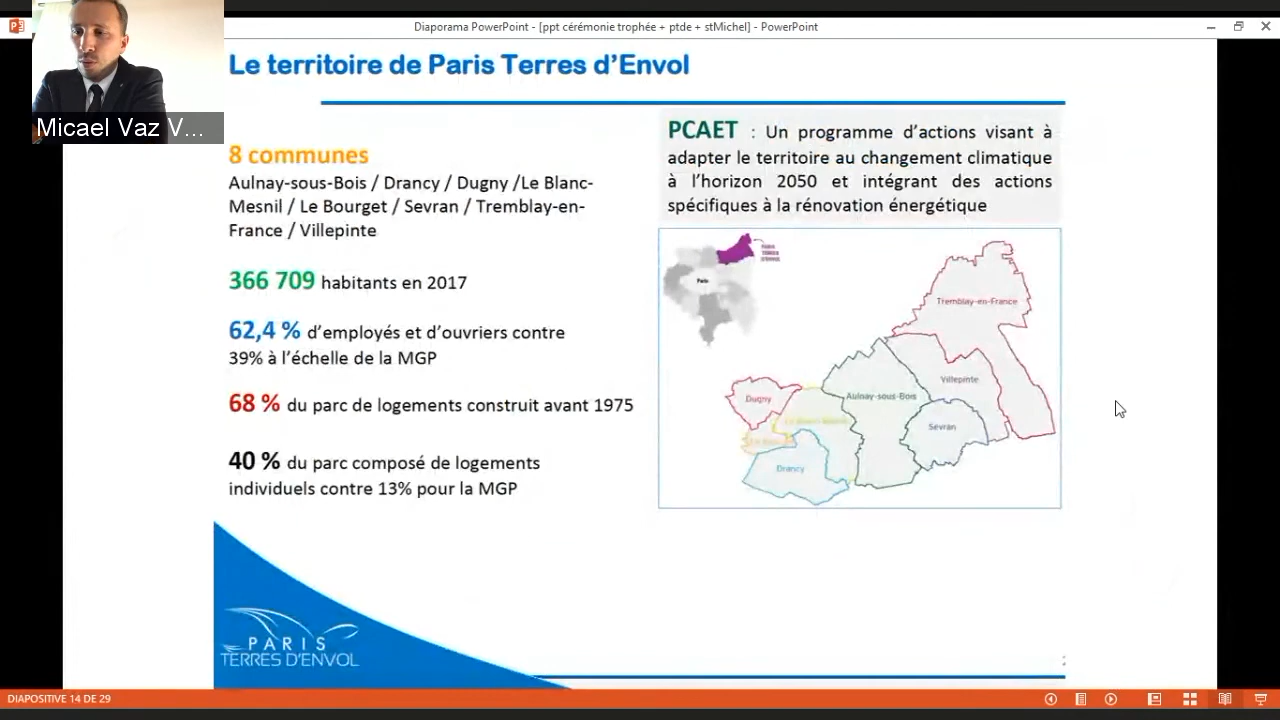 Diaporama PowerPoint - [ppt cérémonie trophée + ptde + stMichel] - PowerPoint
Micael Vaz V...
Le territoire de Paris Terres d’Envol
8 communes
Aulnay-sous-Bois / Drancy / Dugny /Le Blanc-
Mesnil / Le Bourget / Sevran / Tremblay-en-
France / Villepinte
366 709 habitants en 2017
62,4 % d’employés et d’ouvriers contre
39% à l’échelle de la MGP
68 % du parc de logements construit avant 1975
40 % du parc composé de logements
individuels contre 13% pour la MGP
PCAET : Un programme d’actions visant à
adapter le territoire au changement climatique
à l’horizon 2050 et intégrant des actions
spécifiques à la rénovation énergétique
PARIS
TERRES
D'ENVOL
Paris
Tremblay-en-France
Villepinte
Dugny
Aulnay-sous-Bois
Sevran
Drancy
PARIS
TERRES D'ENVOL
DIAPOSITIVE 14 DE 29